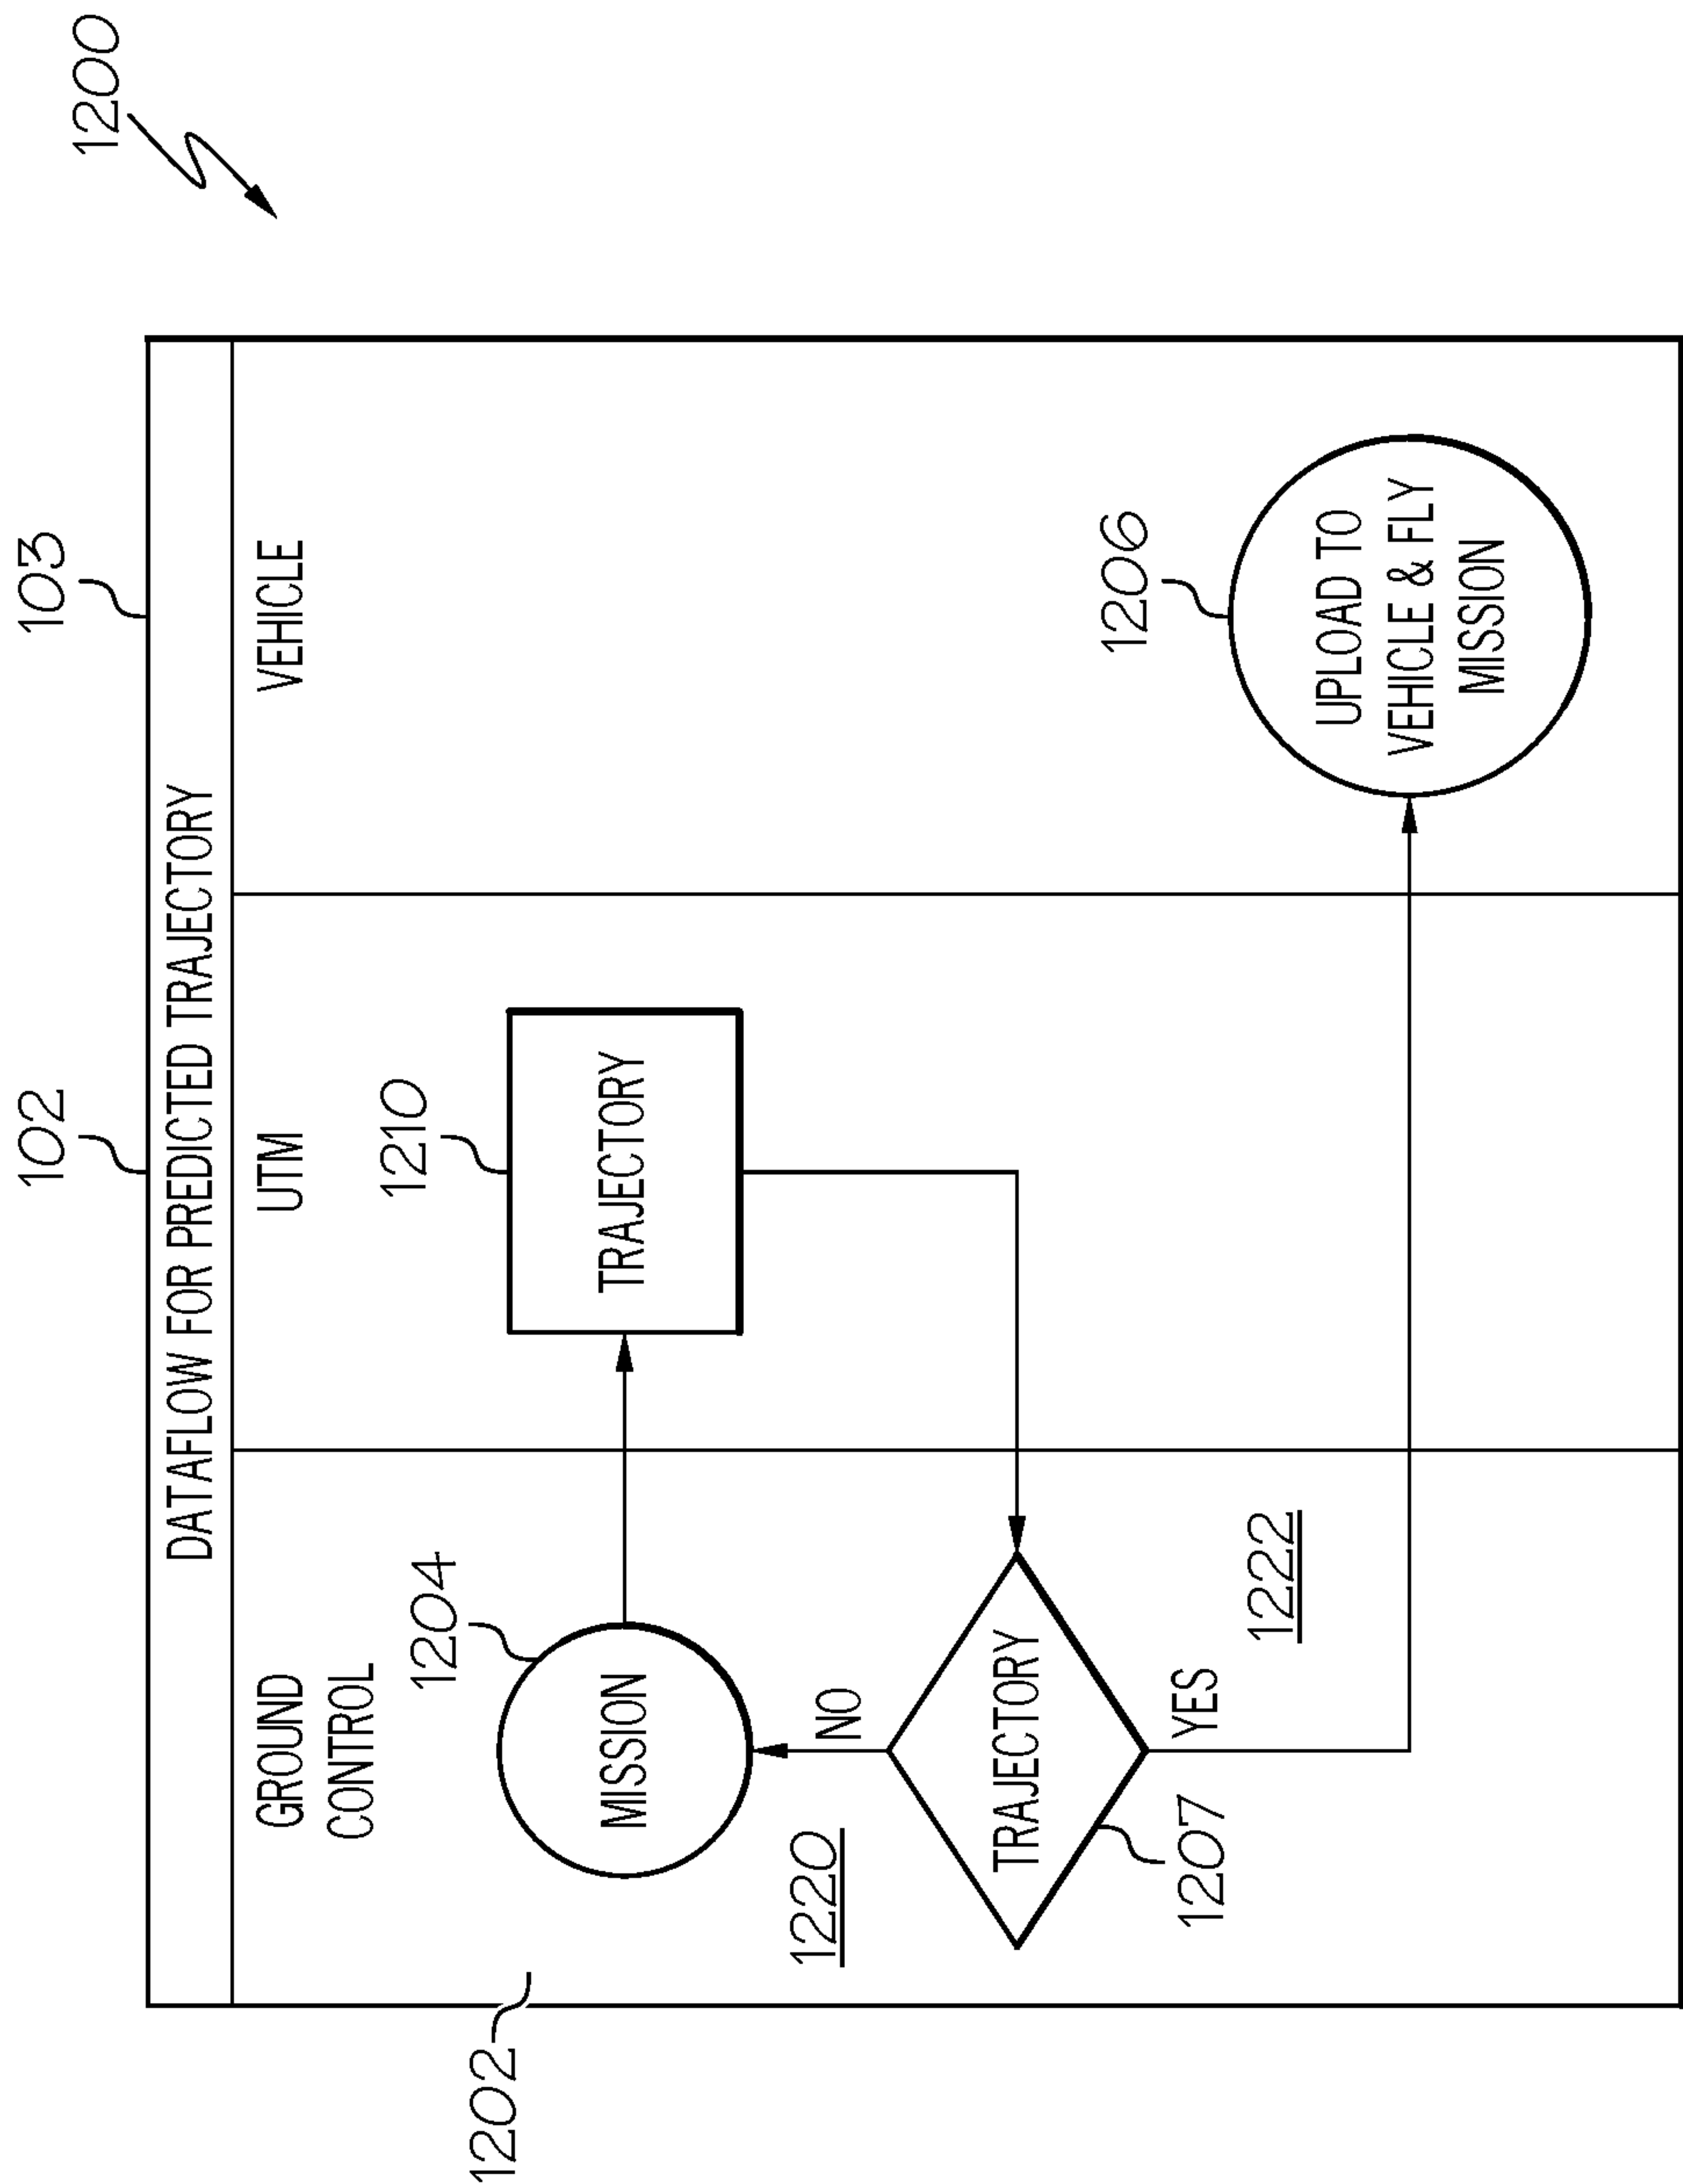 1200
102
103
DATAFLOW FOR PREDICTED TRAJECTORY
GROUND
CONTROL
UTM
VEHICLE
1202
1204
MISSION
1210
TRAJECTORY
1220
NO
TRAJECTORY
1207
YES
1222
1206
UPLOAD TO
VEHICLE & FLY
MISSION